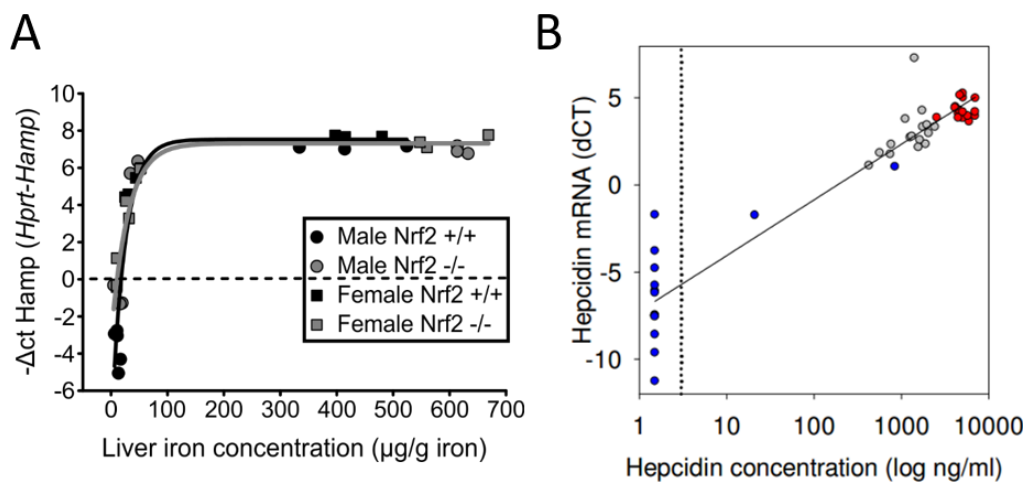 A
-Δct Hamp (Hprt-Hamp)
10
8
6
4
2
0
-2
-4
-6
0 100 200 300 400 500 600 700
Liver iron concentration (µg/g iron)
Male Nrf2 +/+
Male Nrf2 -/-
Female Nrf2 +/+
Female Nrf2 -/-
B
Hepcidin mRNA (dCT)
5
0
-5
-10
1 10 100 1000 10000
Hepcidin concentration (log ng/ml)